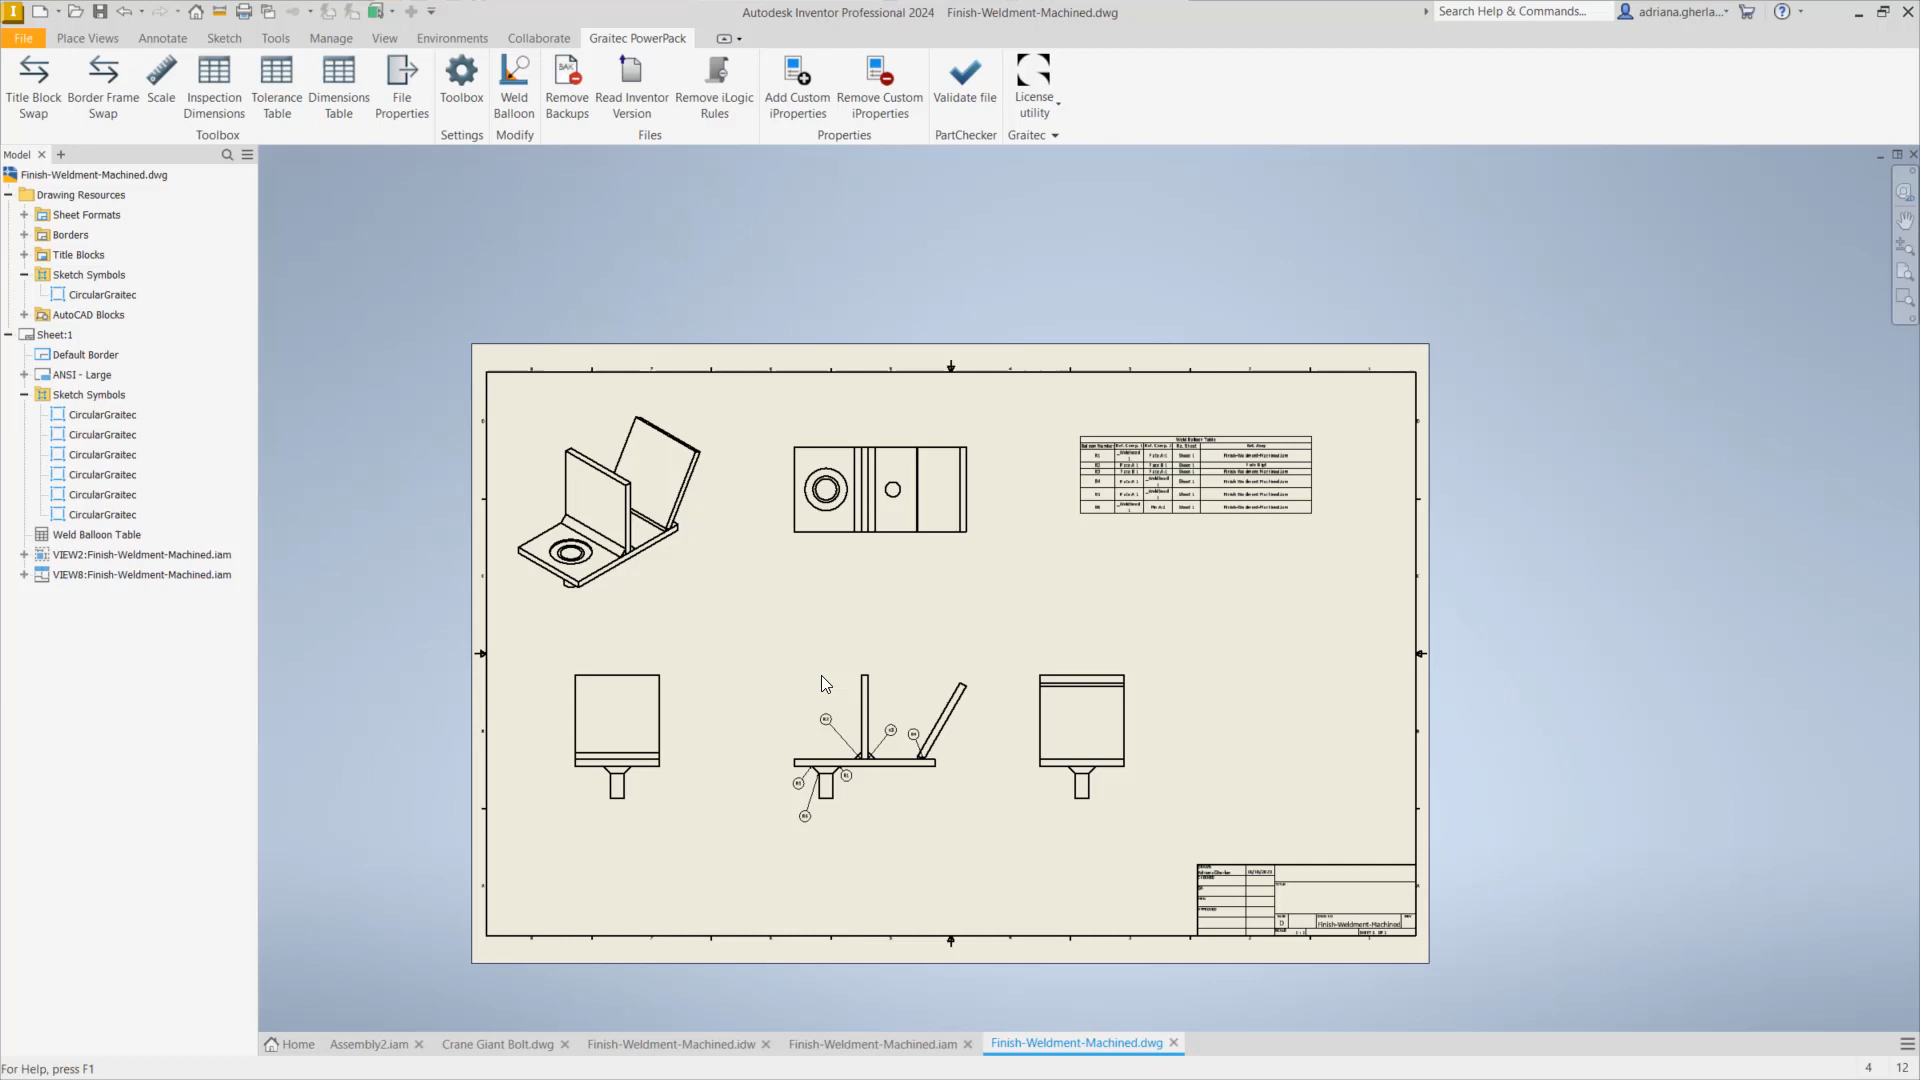 Autodesk Inventor Professional 2024 Finish-Weldment-Machined.dwg
Search Help & Commands...
adriana.gherla...
File Place Views Annotate Sketch Tools Manage View Environments Collaborate Graitec PowerPack
Title Block Swap
Border Frame Swap
Scale
Inspection Dimensions
Tolerance Table
Dimensions Table
File Properties
Toolbox
Weld Balloon
Remove Backups
Read Inventor Version
Remove iLogic Rules
Add Custom iProperties
Remove Custom iProperties
Validate file
License utility
Toolbox Settings Modify Files Properties PartChecker Graitec
Model
Finish-Weldment-Machined.dwg
Drawing Resources
Sheet Formats
Borders
Title Blocks
Sketch Symbols
CircularGraitec
AutoCAD Blocks
Sheet:1
Default Border
ANSI - Large
Sketch Symbols
CircularGraitec
CircularGraitec
CircularGraitec
CircularGraitec
CircularGraitec
CircularGraitec
Weld Balloon Table
VIEW2:Finish-Weldment-Machined.iam
VIEW8:Finish-Weldment-Machined.iam
Weld Balloon Table
D
Finish-Weldment-Machined
Home Assembly2.iam Crane Giant Bolt.dwg Finish-Weldment-Machined.idw Finish-Weldment-Machined.iam Finish-Weldment-Machined.dwg
For Help, press F1
4 12